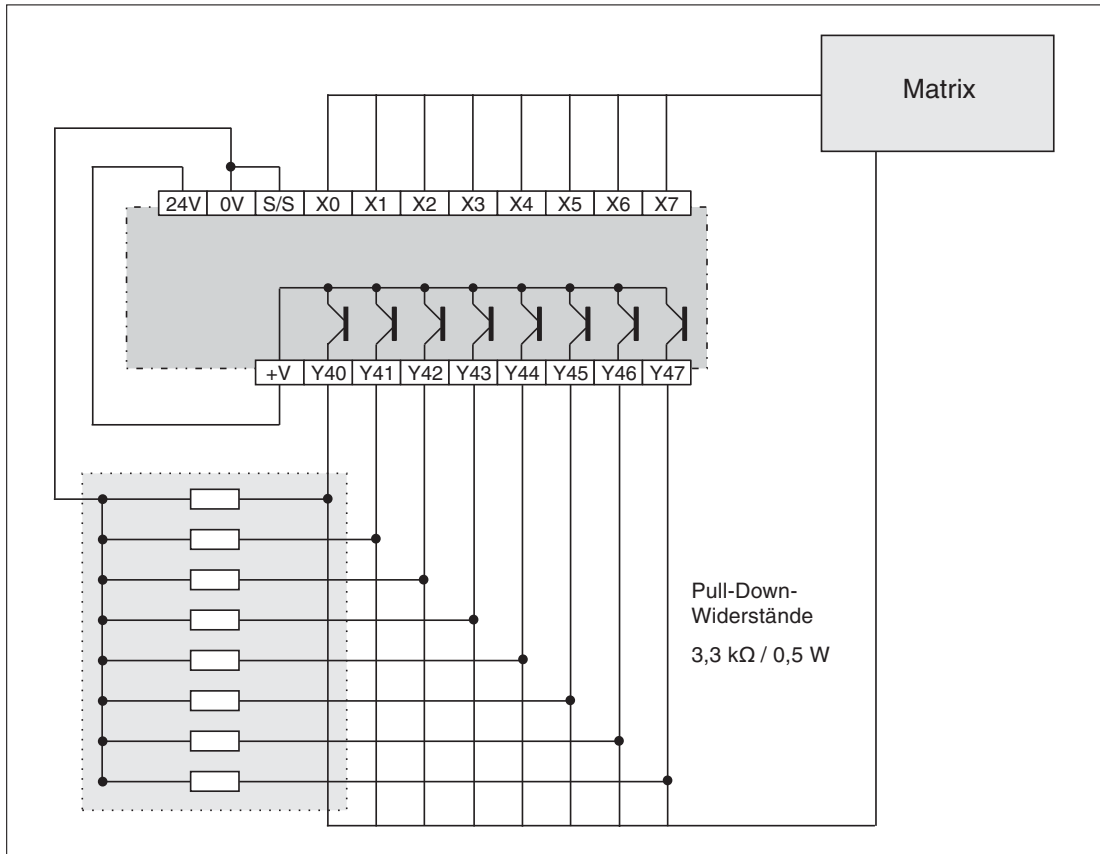 Matrix
24V 0V S/S X0 X1 X2 X3 X4 X5 X6 X7
+V Y40 Y41 Y42 Y43 Y44 Y45 Y46 Y47
Pull-Down-
Widerstände
3,3 kΩ / 0,5 W